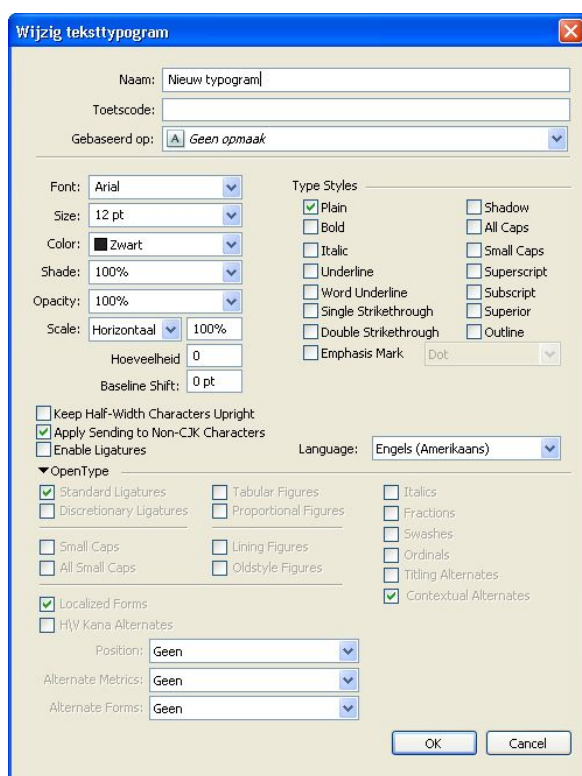 Wijzig teksttypogram
Naam: Nieuw typogram
Toetscode:
Gebaseerd op: A Geen opmaak
Font: Arial
Size: 12 pt
Color: Zwart
Shade: 100%
Opacity: 100%
Scale: Horizontaal 100%
Hoeveelheid 0
Baseline Shift: 0 pt
Type Styles
Plain Shadow
Bold All Caps
Italic Small Caps
Underline Superscript
Word Underline Subscript
Single Strikethrough Superior
Double Strikethrough Outline
Emphasis Mark Dot
Keep Half-Width Characters Upright
Apply Sending to Non-CJK Characters
Enable Ligatures
Language: Engels (Amerikaans)
OpenType
Standard Ligatures Tabular Figures Italics
Discretionary Ligatures Proportional Figures Fractions
Swashes
Small Caps Lining Figures Ordinals
All Small Caps Oldstyle Figures Titling Alternates
Localized Forms Contextual Alternates
H\V Kana Alternates
Position: Geen
Alternate Metrics: Geen
Alternate Forms: Geen
OK Cancel